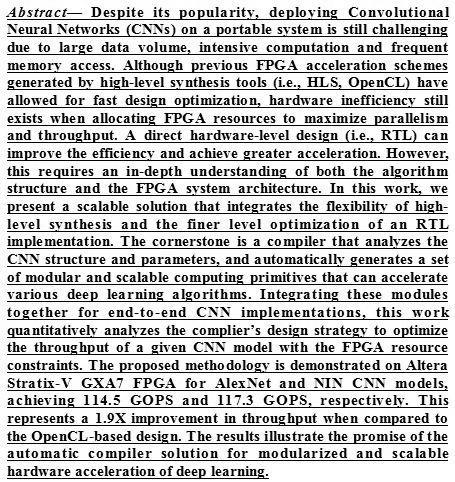 Abstract— Despite its popularity, deploying Convolutional
Neural Networks (CNNs) on a portable system is still challenging
due to large data volume, intensive computation and frequent
memory access. Although previous FPGA acceleration schemes
generated by high-level synthesis tools (i.e., HLS, OpenCL) have
allowed for fast design optimization, hardware inefficiency still
exists when allocating FPGA resources to maximize parallelism
and throughput. A direct hardware-level design (i.e., RTL) can
improve the efficiency and achieve greater acceleration. However,
this requires an in-depth understanding of both the algorithm
structure and the FPGA system architecture. In this work, we
present a scalable solution that integrates the flexibility of high-
level synthesis and the finer level optimization of an RTL
implementation. The cornerstone is a compiler that analyzes the
CNN structure and parameters, and automatically generates a set
of modular and scalable computing primitives that can accelerate
various deep learning algorithms. Integrating these modules
together for end-to-end CNN implementations, this work
quantitatively analyzes the complier’s design strategy to optimize
the throughput of a given CNN model with the FPGA resource
constraints. The proposed methodology is demonstrated on Altera
Stratix-V GXA7 FPGA for AlexNet and NIN CNN models,
achieving 114.5 GOPS and 117.3 GOPS, respectively. This
represents a 1.9X improvement in throughput when compared to
the OpenCL-based design. The results illustrate the promise of the
automatic compiler solution for modularized and scalable
hardware acceleration of deep learning.